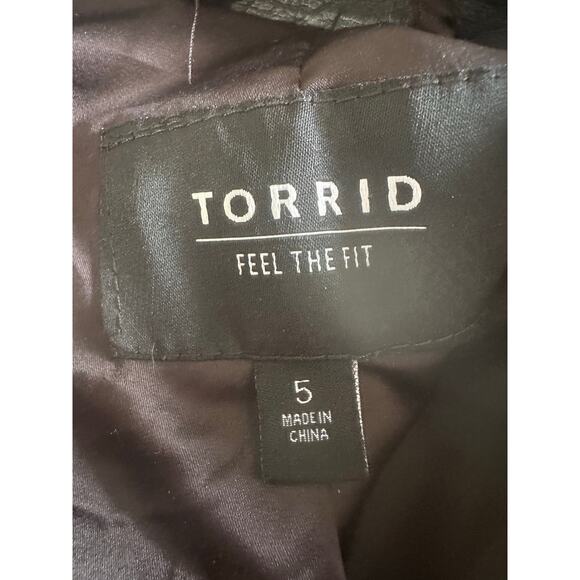 TORRID
FEEL THE FIT
5
MADE IN
CHINA